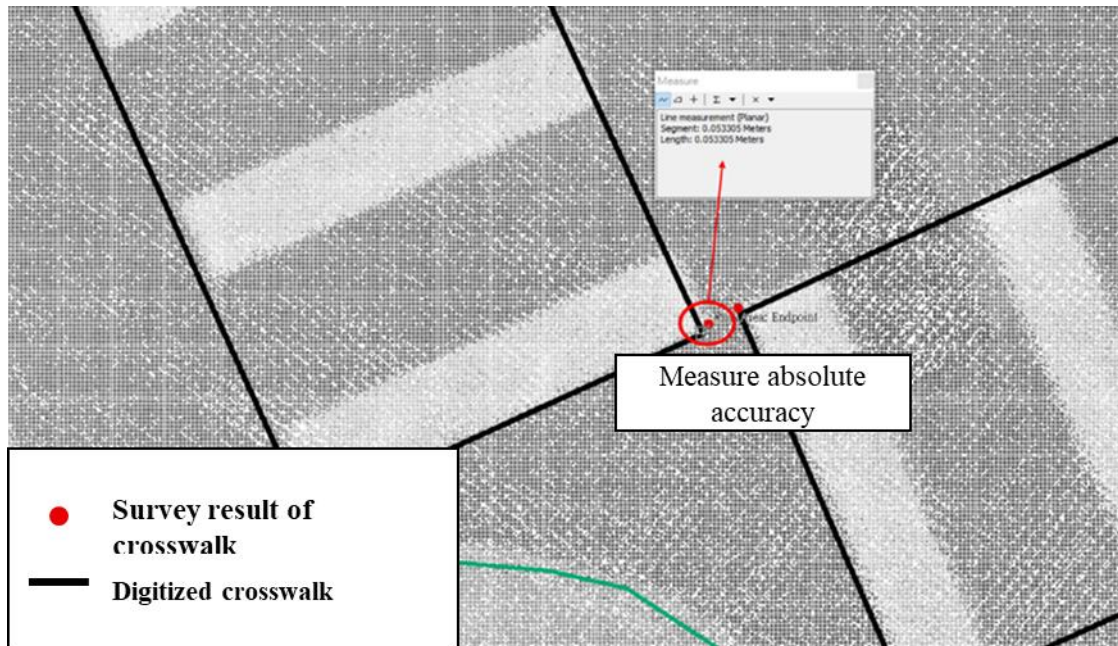 Measure
Line measurement (Planar)
Segment: 0.053305 Meters
Length: 0.053305 Meters
Endpoint
Measure absolute
accuracy
Survey result of
crosswalk
Digitized crosswalk